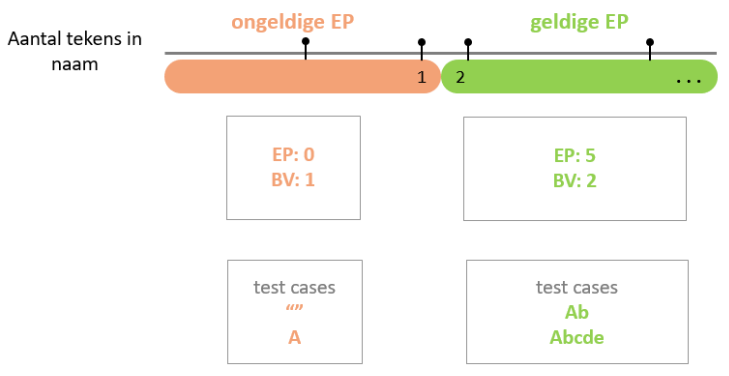 ongeldige EP
geldige EP
Aantal tekens in
naam
1
2
...
EP: 0
BV: 1
EP: 5
BV: 2
test cases
“”
A
test cases
Ab
Abcde